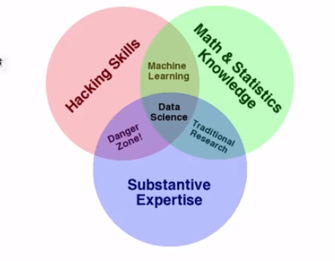 Hacking Skills
Math & Statistics
Knowledge
Machine
Learning
Data
Science
Danger
Zone!
Traditional
Research
Substantive
Expertise